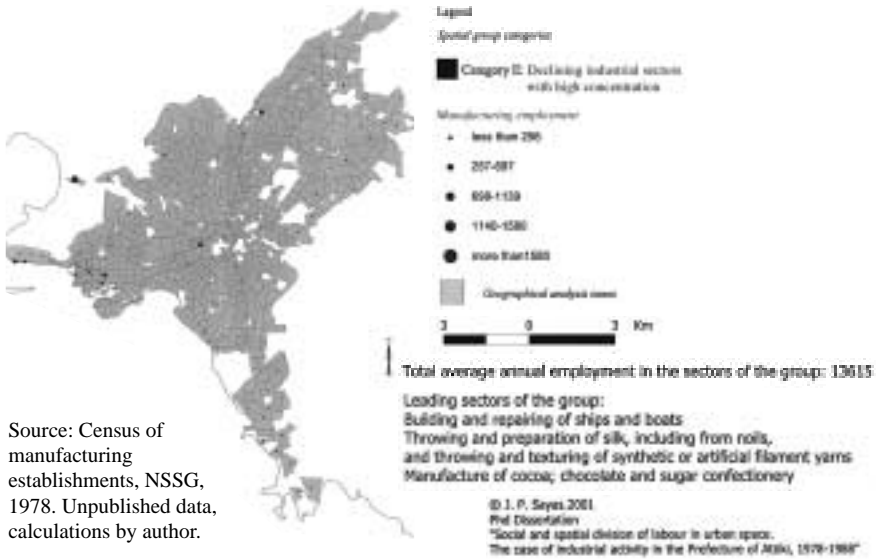 Legend
Spatial group categories
Category II: Declining industrial sectors
with high concentration
Manufacturing employment
less than 256
257-697
698-1139
1140-1580
more than 1580
Geographical analysis zones
3 0 3 Km
Total average annual employment in the sectors of the group: 13615
Leading sectors of the group:
Building and repairing of ships and boats
Throwing and preparation of silk, including from noils,
and throwing and texturing of synthetic or artificial filament yarns
Manufacture of cocoa; chocolate and sugar confectionery
Source: Census of
manufacturing
establishments, NSSG,
1978. Unpublished data,
calculations by author.
© J. P. Sayas 2001
Phd Dissertation
"Social and spatial division of labour in urban space.
The case of industrial activity in the Prefecture of Attiki, 1978-1988"